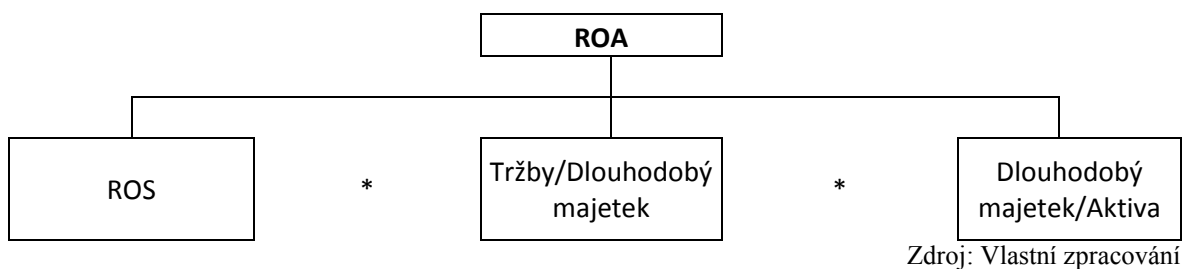 ROA
ROS
*
Tržby/Dlouhodobý
majetek
*
Dlouhodobý
majetek/Aktiva
Zdroj: Vlastní zpracování